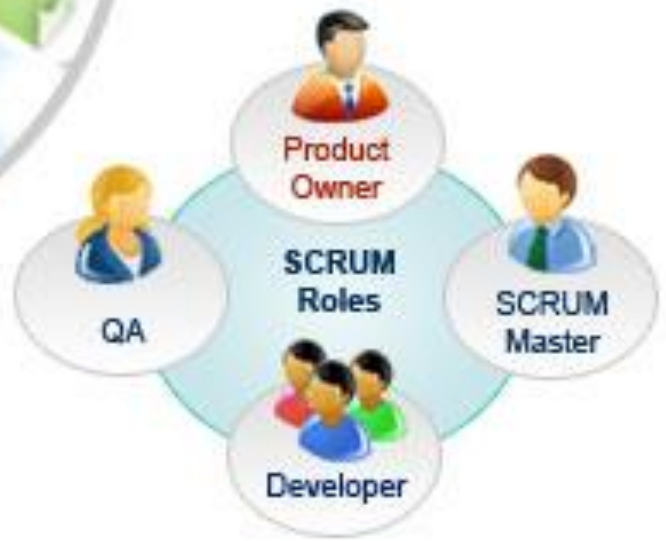 Product
Owner
SCRUM
Roles
QA
SCRUM
Master
Developer